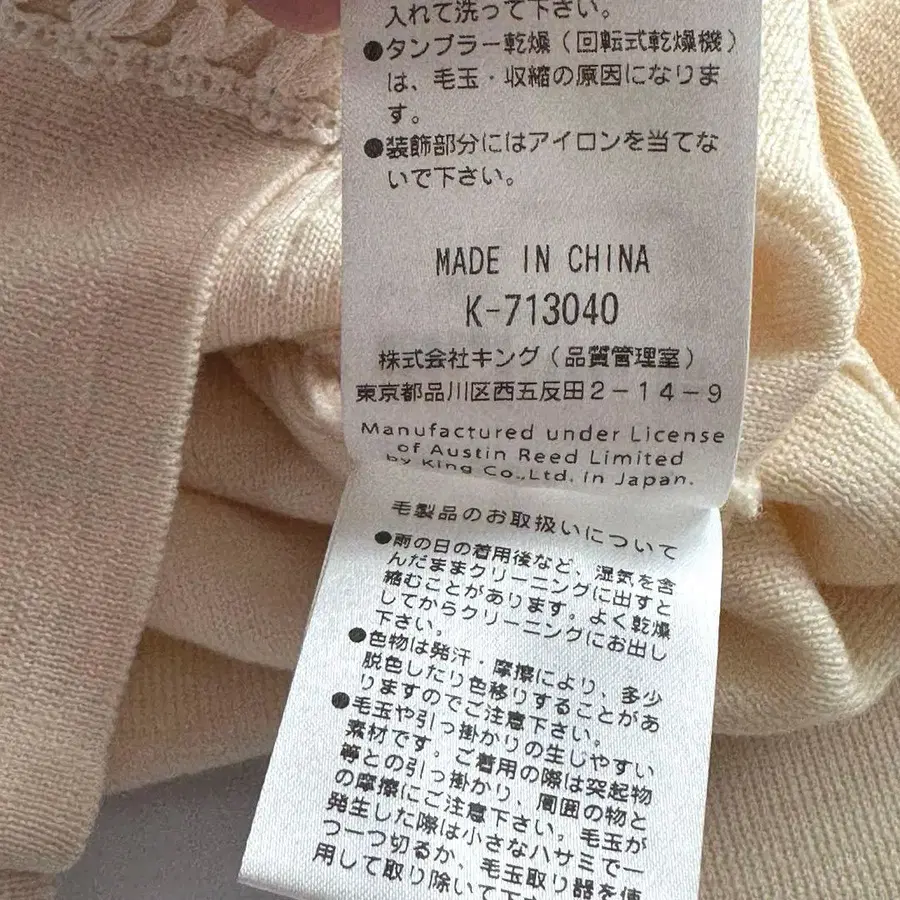 入れて洗って下さい。
●タンブラー乾燥(回転式乾燥機)
は、毛玉・収縮の原因になりま
す。
●装飾部分にはアイロンを当てな
いで下さい。
MADE IN CHINA
K-713040
株式会社キング(品質管理室)
東京都品川区西五反田2-14-9
Manufactured under License
of Austin Reed Limited
by King Co.,Ltd. in Japan.
毛製品のお取扱いについて
●雨の日の着用後など、湿気を含
んだままクリーニングに出すと
縮むことがあります。よく乾燥
してからクリーニングにお出し
下さい。
●色物は発汗・摩擦により、多少
脱色したり色移りすることがあ
りますのでご注意下さい。
●毛玉や引っ掛かりの生じやすい
素材です。ご着用の際は突起物
等との引っ掛かり、周囲の物と
の摩擦にご注意下さい。毛玉が
発生した際は小さなハサミで一
つ一つ切るか、毛玉取り器を使
用して取り除いて下さ